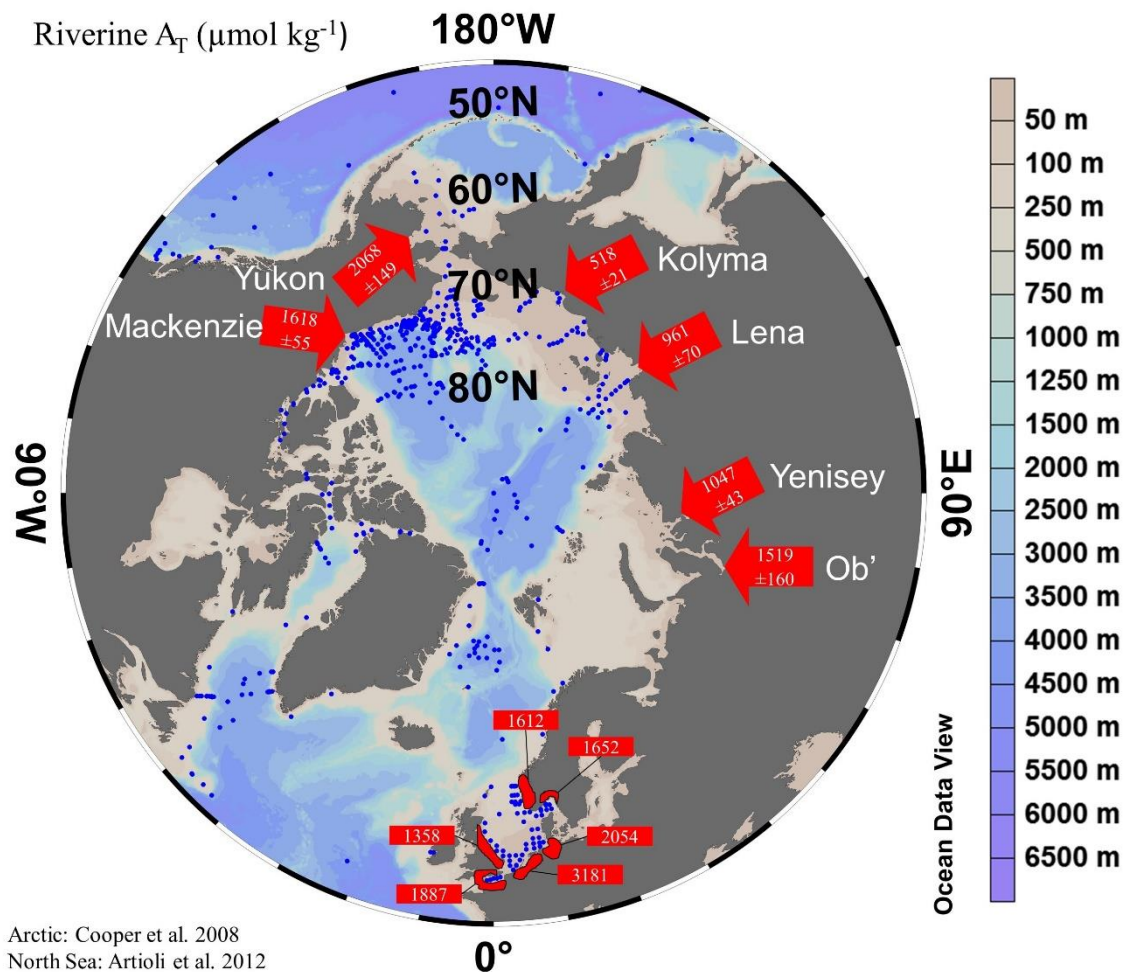 Riverine A_T (µmol kg⁻¹)
180°W
50°N
60°N
70°N
80°N
90°W
90°E
0°
Yukon
2068
±149
Mackenzie
1618
±55
518
±21
Kolyma
961
±70
Lena
1047
±43
Yenisey
1519
±160
Ob’
1612
1652
1358
2054
1887
3181
50 m
100 m
250 m
500 m
750 m
1000 m
1250 m
1500 m
2000 m
2500 m
3000 m
3500 m
4000 m
4500 m
5000 m
5500 m
6000 m
6500 m
Ocean Data View
Arctic: Cooper et al. 2008
North Sea: Artioli et al. 2012